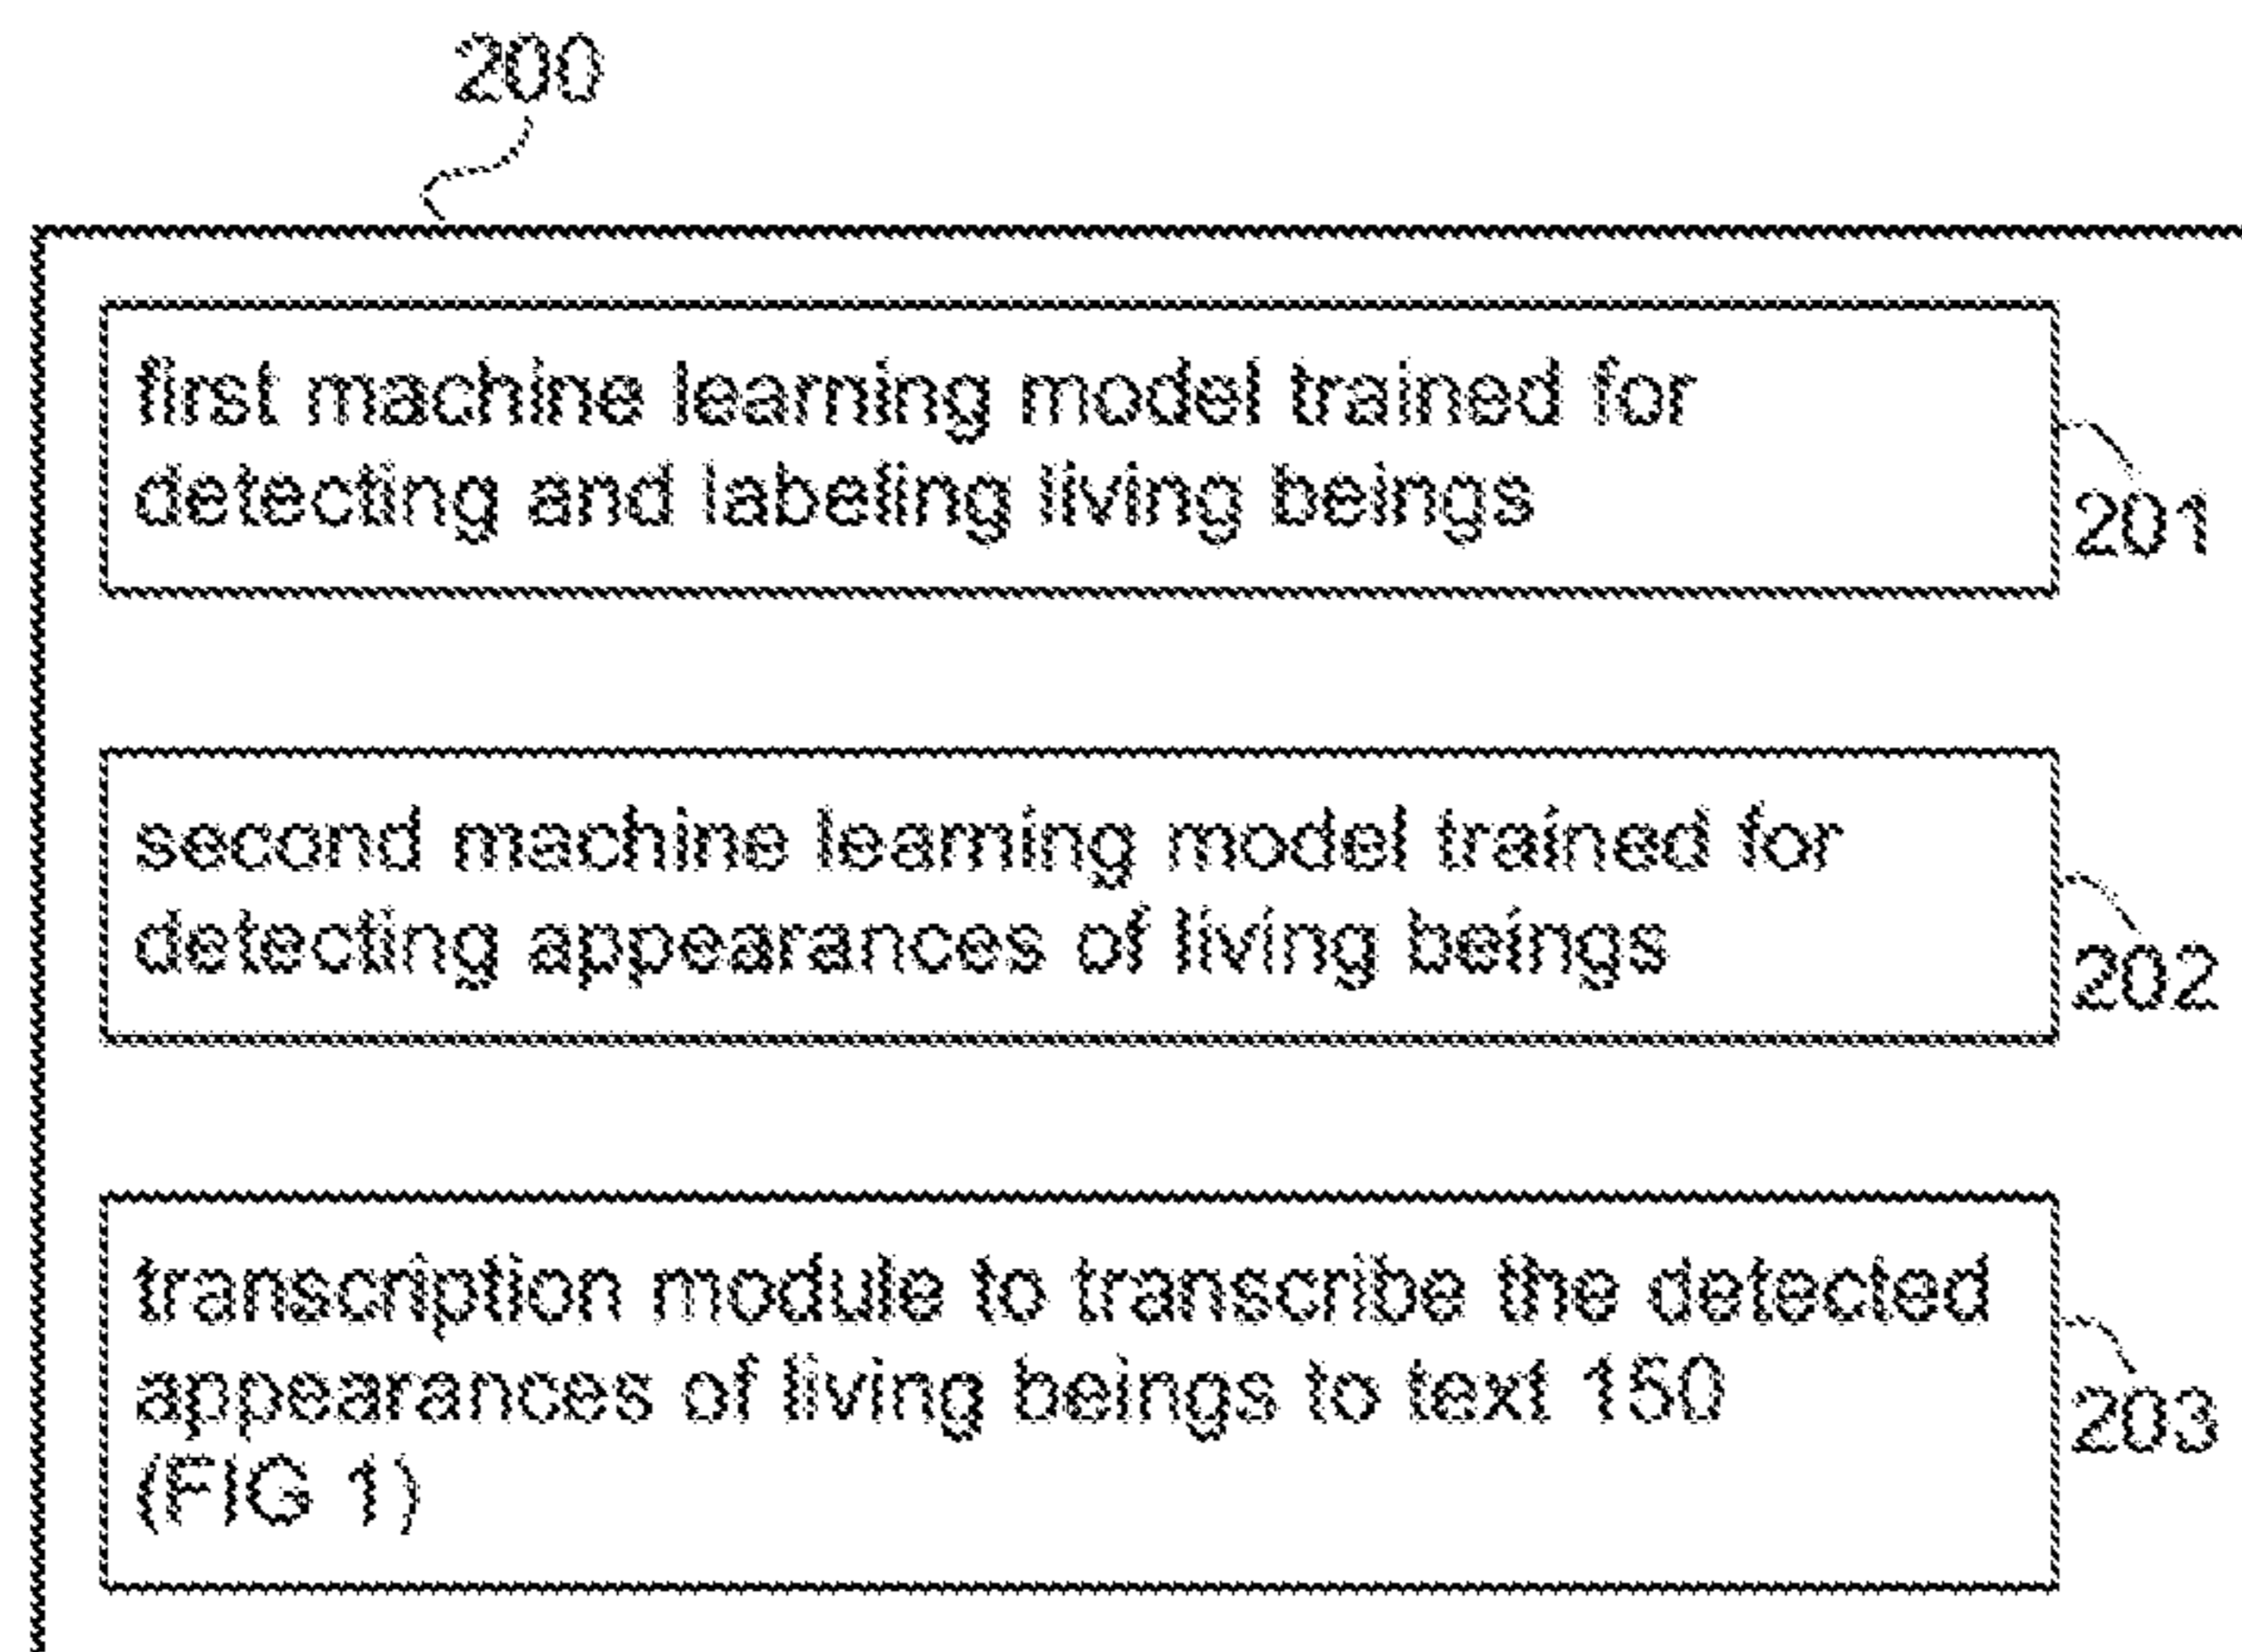 200
first machine learning model trained for
detecting and labeling living beings
201
second machine learning model trained for
detecting appearances of living beings
202
transcription module to transcribe the detected
appearances of living beings to text 150
(FIG 1)
203